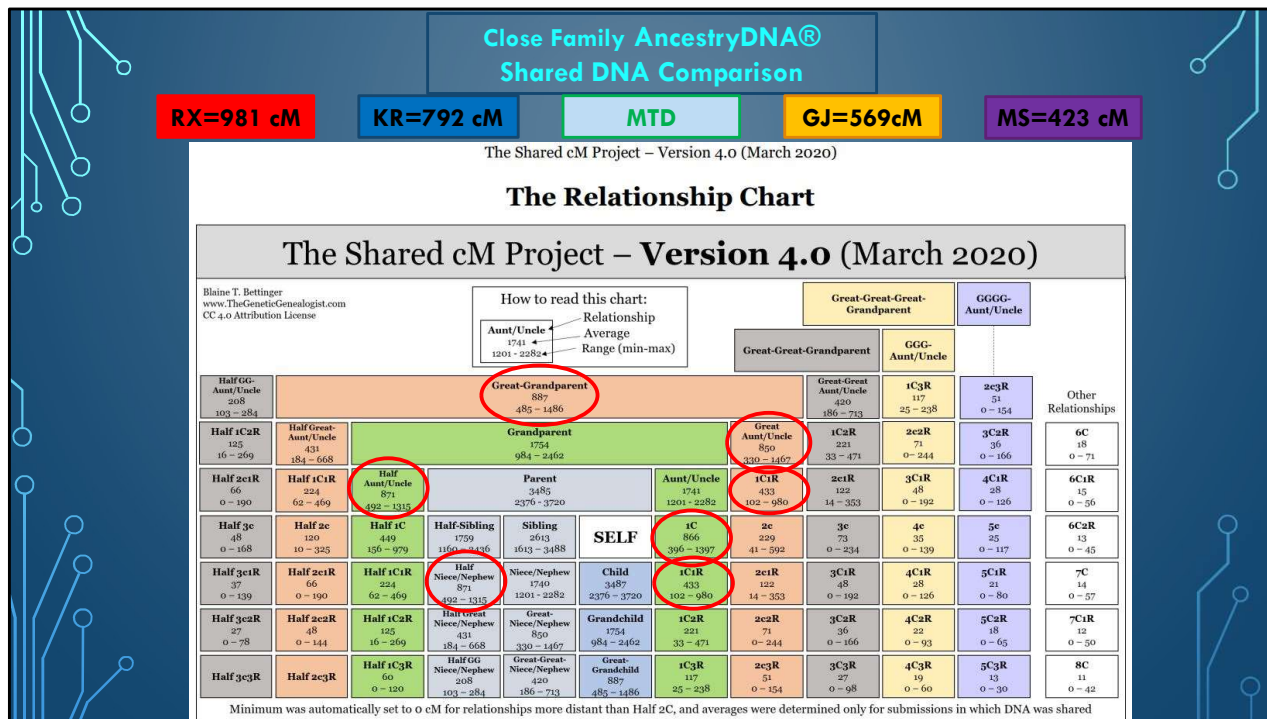 Close Family AncestryDNA®
Shared DNA Comparison
RX=981 cM
KR=792 cM
MTD
GJ=569cM
MS=423 cM
The Shared cM Project – Version 4.0 (March 2020)
The Relationship Chart
The Shared cM Project – Version 4.0 (March 2020)
Blaine T. Bettinger
www.TheGeneticGenealogist.com
CC 4.0 Attribution License
How to read this chart:
Relationship
Aunt/Uncle
1741
1201 - 2282
Average
Range (min-max)
Great-Great-Great-
Grandparent
GGGG-
Aunt/Uncle
Great-Great-Grandparent
GGG-
Aunt/Uncle
Half GG-
Aunt/Uncle
208
103 – 284
Great-Grandparent
887
485 – 1486
Great-Great
Aunt/Uncle
420
186 – 713
1C3R
117
25 – 238
2c3R
51
0 – 154
Other
Relationships
Half 1C2R
125
16 – 269
Half Great-
Aunt/Uncle
431
184 – 668
Grandparent
1754
984 – 2462
Great
Aunt/Uncle
850
330 – 1467
1C2R
221
33 – 471
2c2R
71
0 – 244
3C2R
36
0 – 166
6C
18
0 – 71
Half 2c1R
66
0 – 190
Half 1C1R
224
62 – 469
Half
Aunt/Uncle
871
492 – 1315
Parent
3485
2376 - 3720
Aunt/Uncle
1741
1201 - 2282
1C1R
433
102 – 980
2c1R
122
14 – 353
3C1R
48
0 – 192
4C1R
28
0 – 126
6C1R
15
0 – 56
Half 3c
48
0 – 168
Half 2c
120
10 – 325
Half 1C
449
156 – 979
Half-Sibling
1759
1160 – 2436
Sibling
2613
1613 – 3488
SELF
1C
866
396 – 1397
2c
229
41 – 592
3c
73
0 – 234
4c
35
0 – 139
5c
25
0 – 117
6C2R
13
0 – 45
Half 3c1R
37
0 – 139
Half 2c1R
66
0 – 190
Half 1C1R
224
62 – 469
Half
Niece/Nephew
871
492 – 1315
Niece/Nephew
1740
1201 - 2282
Child
3487
2376 – 3720
1C1R
433
102 – 980
2c1R
122
14 – 353
3C1R
48
0 – 192
4C1R
28
0 – 126
5C1R
21
0 – 80
7C
14
0 – 57
Half 3c2R
27
0 – 78
Half 2c2R
48
0 – 144
Half 1C2R
125
16 – 269
Half Great
Niece/Nephew
431
184 – 668
Great-
Niece/Nephew
850
330 – 1467
Grandchild
1754
984 – 2462
1C2R
221
33 – 471
2c2R
71
0 – 244
3C2R
36
0 – 166
4C2R
22
0 – 93
5C2R
18
0 – 65
7C1R
12
0 – 50
Half 3c3R
Half 2c3R
Half 1C3R
60
0 – 120
Half GG
Niece/Nephew
208
103 – 284
Great-Great-
Niece/Nephew
420
186 – 713
Great-
Grandchild
887
485 – 1486
1C3R
117
25 – 238
2c3R
51
0 – 154
3C3R
27
0 – 98
4C3R
19
0 – 60
5C3R
13
0 – 30
8C
11
0 – 42
Minimum was automatically set to 0 cM for relationships more distant than Half 2C, and averages were determined only for submissions in which DNA was shared